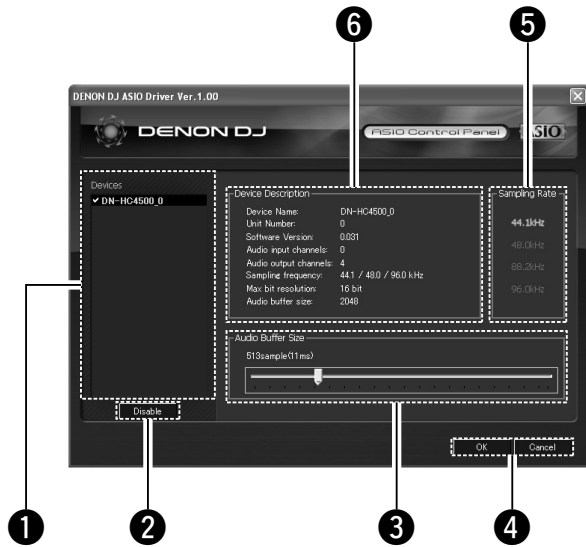 6
5
DENON DJ ASIO Driver Ver.1.00
DENON DJ
ASIO Control Panel
ASIO
Devices
✔ DN-HC4500_0
Disable
Device Description
Device Name: DN-HC4500_0
Unit Number: 0
Software Version: 0.031
Audio input channels: 0
Audio output channels: 4
Sampling frequency: 44.1 / 48.0 / 96.0 kHz
Max bit resolution: 16 bit
Audio buffer size: 2048
Sampling Rate
44.1kHz
48.0kHz
88.2kHz
96.0kHz
Audio Buffer Size
513sample(11ms)
OK Cancel
1
2
3
4